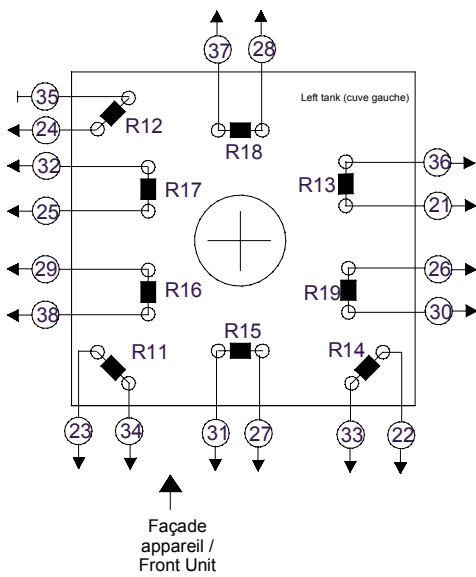 37 28
35 Left tank (cuve gauche)
24 R12 R18
32 R17 R13 36
25 21
29 R16 R19 26
38 30
R11 R15 R14
23 34 31 27 33 22
Façade
appareil /
Front Unit